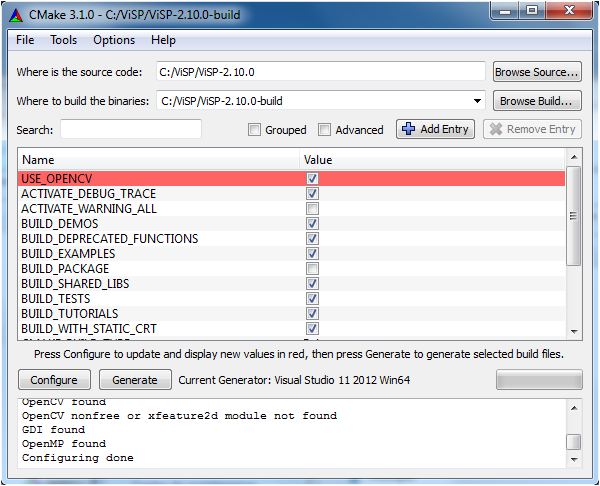 CMake 3.1.0 - C:/ViSP/ViSP-2.10.0-build
File Tools Options Help
Where is the source code: C:/ViSP/ViSP-2.10.0 Browse Source...
Where to build the binaries: C:/ViSP/ViSP-2.10.0-build Browse Build...
Search: Grouped Advanced Add Entry Remove Entry
Name Value
USE_OPENCV
ACTIVATE_DEBUG_TRACE
ACTIVATE_WARNING_ALL
BUILD_DEMOS
BUILD_DEPRECATED_FUNCTIONS
BUILD_EXAMPLES
BUILD_PACKAGE
BUILD_SHARED_LIBS
BUILD_TESTS
BUILD_TUTORIALS
BUILD_WITH_STATIC_CRT
Press Configure to update and display new values in red, then press Generate to generate selected build files.
Configure Generate Current Generator: Visual Studio 11 2012 Win64
OpenCV found
OpenCV nonfree or xfeature2d module not found
GDI found
OpenMP found
Configuring done